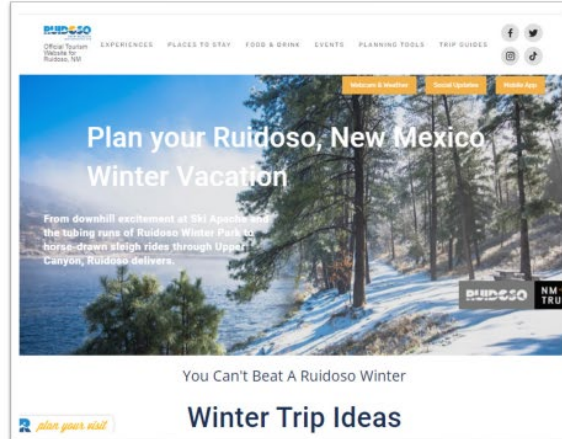 RUIDOSO
Official Tourism
Website for
Ruidoso, NM
EXPERIENCES PLACES TO STAY FOOD & DRINK EVENTS PLANNING TOOLS TRIP GUIDES
Webcam & Weather Social Updates Mobile App
Plan your Ruidoso, New Mexico
Winter Vacation
From downhill excitement at Ski Apache and
the tubing runs of Ruidoso Winter Park to
horse-drawn sleigh rides through Upper
Canyon, Ruidoso delivers.
RUIDOSO NM
TRU
You Can't Beat A Ruidoso Winter
Winter Trip Ideas
R plan your visit